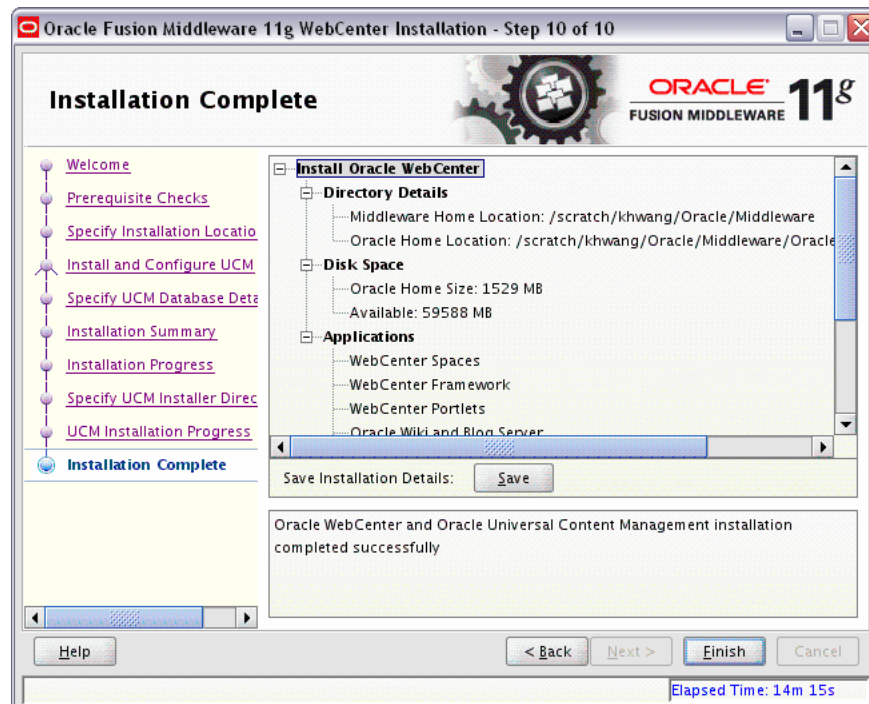 Oracle Fusion Middleware 11g WebCenter Installation - Step 10 of 10
Installation Complete
ORACLE
FUSION MIDDLEWARE
11g
Welcome
Prerequisite Checks
Specify Installation Locatio
Install and Configure UCM
Specify UCM Database Deta
Installation Summary
Installation Progress
Specify UCM Installer Direc
UCM Installation Progress
Installation Complete
Install Oracle WebCenter
Directory Details
Middleware Home Location: /scratch/khwang/Oracle/Middleware
Oracle Home Location: /scratch/khwang/Oracle/Middleware/Oracle
Disk Space
Oracle Home Size: 1529 MB
Available: 59588 MB
Applications
WebCenter Spaces
WebCenter Framework
WebCenter Portlets
Oracle Wiki and Blog Server
Save Installation Details:
Save
Oracle WebCenter and Oracle Universal Content Management installation
completed successfully
Help
< Back
Next >
Finish
Cancel
Elapsed Time: 14m 15s